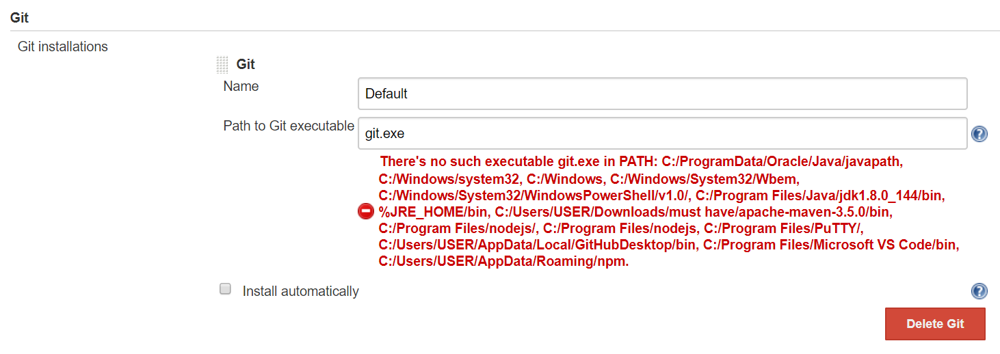 Git
Git installations
Git
Name
Default
Path to Git executable
git.exe
There's no such executable git.exe in PATH: C:/ProgramData/Oracle/Java/javapath,
C:/Windows/system32, C:/Windows, C:/Windows/System32/Wbem,
C:/Windows/System32/WindowsPowerShell/v1.0/, C:/Program Files/Java/jdk1.8.0_144/bin,
%JRE_HOME/bin, C:/Users/USER/Downloads/must have/apache-maven-3.5.0/bin,
C:/Program Files/nodejs/, C:/Program Files/nodejs, C:/Program Files/PuTTY/,
C:/Users/USER/AppData/Local/GitHubDesktop/bin, C:/Program Files/Microsoft VS Code/bin,
C:/Users/USER/AppData/Roaming/npm.
Install automatically
Delete Git